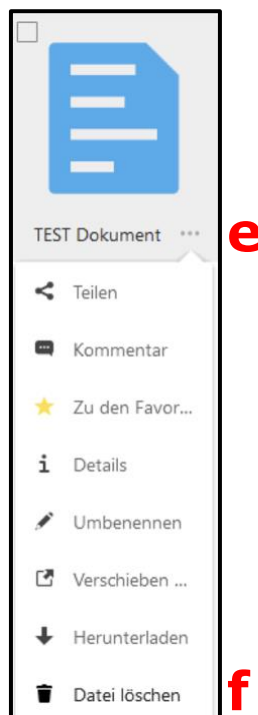 TEST Dokument ... e
Teilen
Kommentar
Zu den Favor...
Details
Umbenennen
Verschieben ...
Herunterladen
Datei löschen f